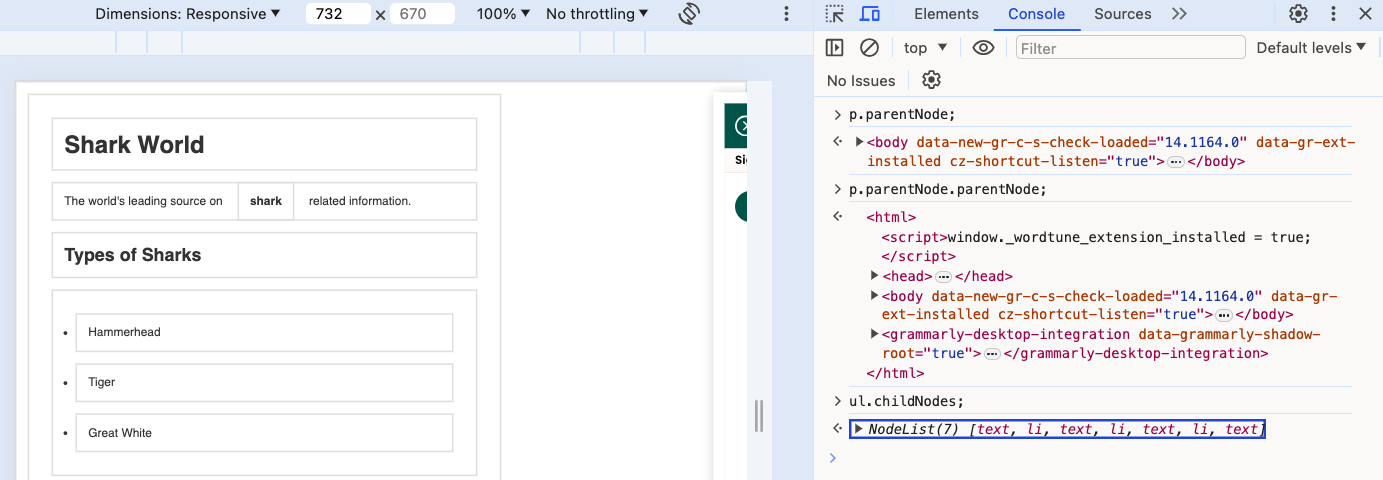 Dimensions: Responsive ▼ 732 x 670 100% ▼ No throttling ▼
Elements Console Sources
top ▼ Filter Default levels ▼
No Issues
Shark World
The world's leading source on shark related information.
Types of Sharks
• Hammerhead
• Tiger
• Great White
p.parentNode;
<body data-new-gr-c-s-check-loaded="14.1164.0" data-gr-ext-
installed cz-shortcut-listen="true">…</body>
p.parentNode.parentNode;
<html>
<script>window._wordtune_extension_installed = true;
</script>
<head>…</head>
<body data-new-gr-c-s-check-loaded="14.1164.0" data-gr-
ext-installed cz-shortcut-listen="true">…</body>
<grammarly-desktop-integration data-grammarly-shadow-
root="true">…</grammarly-desktop-integration>
</html>
ul.childNodes;
NodeList(7) [text, li, text, li, text, li, text]